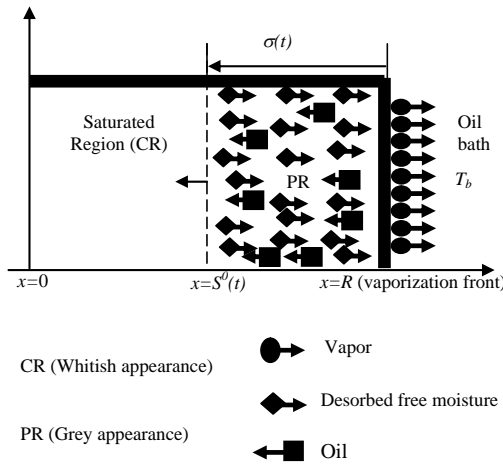 σ(t)
Saturated
Region (CR)
Oil
bath
PR
T_b
x=0
x=S⁰(t)
x=R (vaporization front)
CR (Whitish appearance)
Vapor
Desorbed free moisture
PR (Grey appearance)
Oil